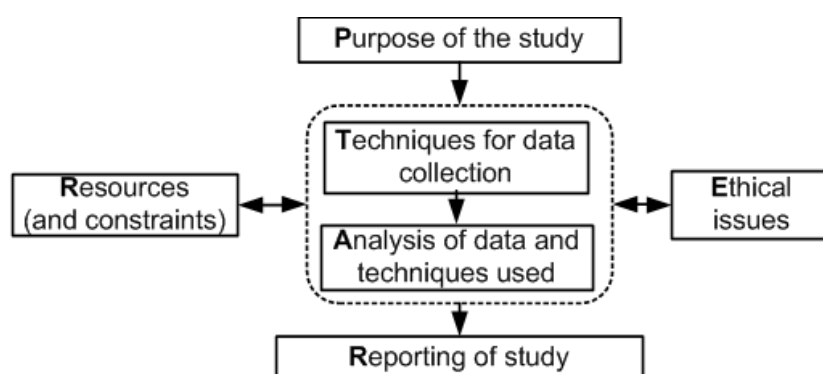 Purpose of the study
Techniques for data
collection
Resources
(and constraints)
Ethical
issues
Analysis of data and
techniques used
Reporting of study